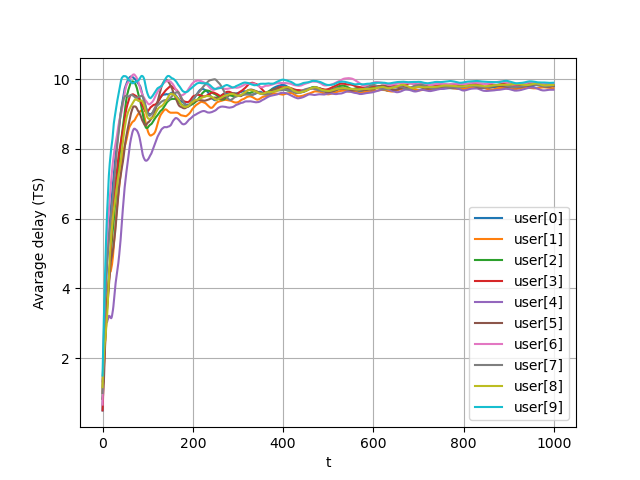 10
8
6
4
2
Avarage delay (TS)
user[0]
user[1]
user[2]
user[3]
user[4]
user[5]
user[6]
user[7]
user[8]
user[9]
0 200 400 600 800 1000
t